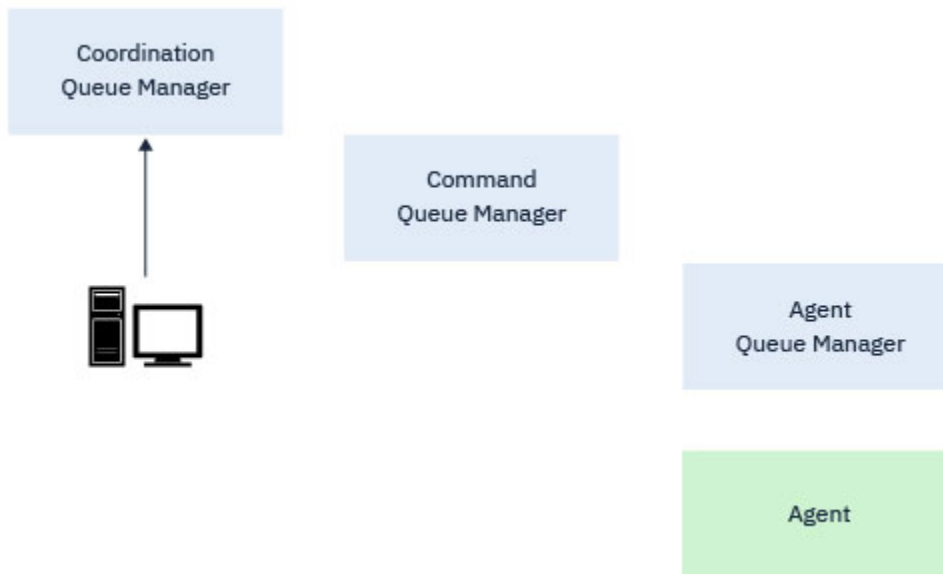 Coordination
Queue Manager
Command
Queue Manager
Agent
Queue Manager
Agent